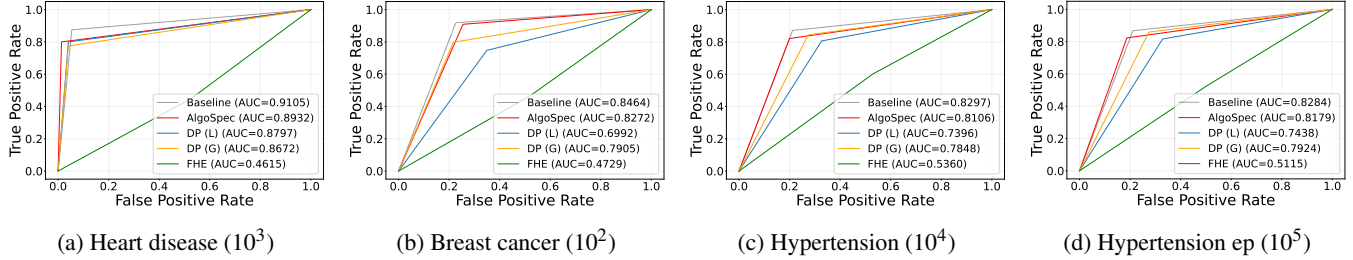 True Positive Rate
1.0
0.8
0.6
0.4
0.2
0.0
Baseline (AUC=0.9105)
AlgoSpec (AUC=0.8932)
DP (L) (AUC=0.8797)
DP (G) (AUC=0.8672)
FHE (AUC=0.4615)
0.0 0.2 0.4 0.6 0.8 1.0
False Positive Rate
(a) Heart disease (10³)
True Positive Rate
1.0
0.8
0.6
0.4
0.2
0.0
Baseline (AUC=0.8464)
AlgoSpec (AUC=0.8272)
DP (L) (AUC=0.6992)
DP (G) (AUC=0.7905)
FHE (AUC=0.4729)
0.0 0.2 0.4 0.6 0.8 1.0
False Positive Rate
(b) Breast cancer (10²)
True Positive Rate
1.0
0.8
0.6
0.4
0.2
0.0
Baseline (AUC=0.8297)
AlgoSpec (AUC=0.8106)
DP (L) (AUC=0.7396)
DP (G) (AUC=0.7848)
FHE (AUC=0.5360)
0.0 0.2 0.4 0.6 0.8 1.0
False Positive Rate
(c) Hypertension (10⁴)
True Positive Rate
1.0
0.8
0.6
0.4
0.2
0.0
Baseline (AUC=0.8284)
AlgoSpec (AUC=0.8179)
DP (L) (AUC=0.7438)
DP (G) (AUC=0.7924)
FHE (AUC=0.5115)
0.0 0.2 0.4 0.6 0.8 1.0
False Positive Rate
(d) Hypertension ep (10⁵)